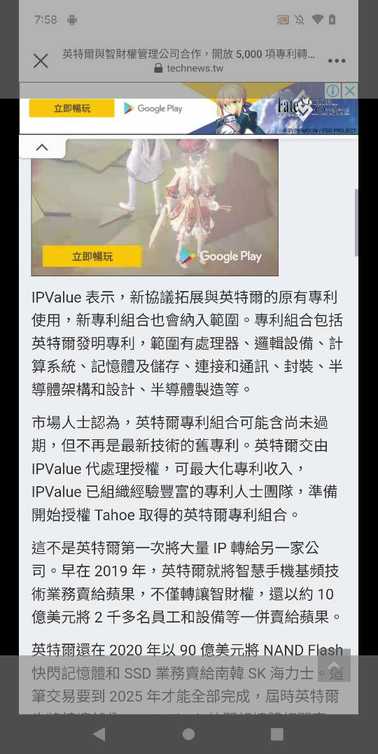 7:58
英特爾與智財權管理公司合作，開放 5,000 項專利轉...
technews.tw
立即暢玩
Google Play
Fate
立即暢玩
Google Play
IPValue 表示，新協議拓展與英特爾的原有專利
使用，新專利組合也會納入範圍。專利組合包括
英特爾發明專利，範圍有處理器、邏輯設備、計
算系統、記憶體及儲存、連接和通訊、封裝、半
導體架構和設計、半導體製造等。
市場人士認為，英特爾專利組合可能含尚未過
期，但不再是最新技術的舊專利。英特爾交由
IPValue 代處理授權，可最大化專利收入，
IPValue 已組織經驗豐富的專利人士團隊，準備
開始授權 Tahoe 取得的英特爾專利組合。
這不是英特爾第一次將大量 IP 轉給另一家公
司。早在 2019 年，英特爾就將智慧手機基頻技
術業務賣給蘋果，不僅轉讓智財權，還以約 10
億美元將 2 千多名員工和設備等一併賣給蘋果。
英特爾還在 2020 年以 90 億美元將 NAND Flash
快閃記憶體和 SSD 業務賣給南韓 SK 海力士。這
筆交易要到 2025 年才能全部完成，屆時英特爾